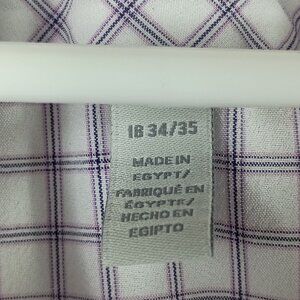 18 34/35
MADE IN
EGYPT/
FABRIQUÉ EN
ÉGYPTE/
HECHO EN
EGIPTO